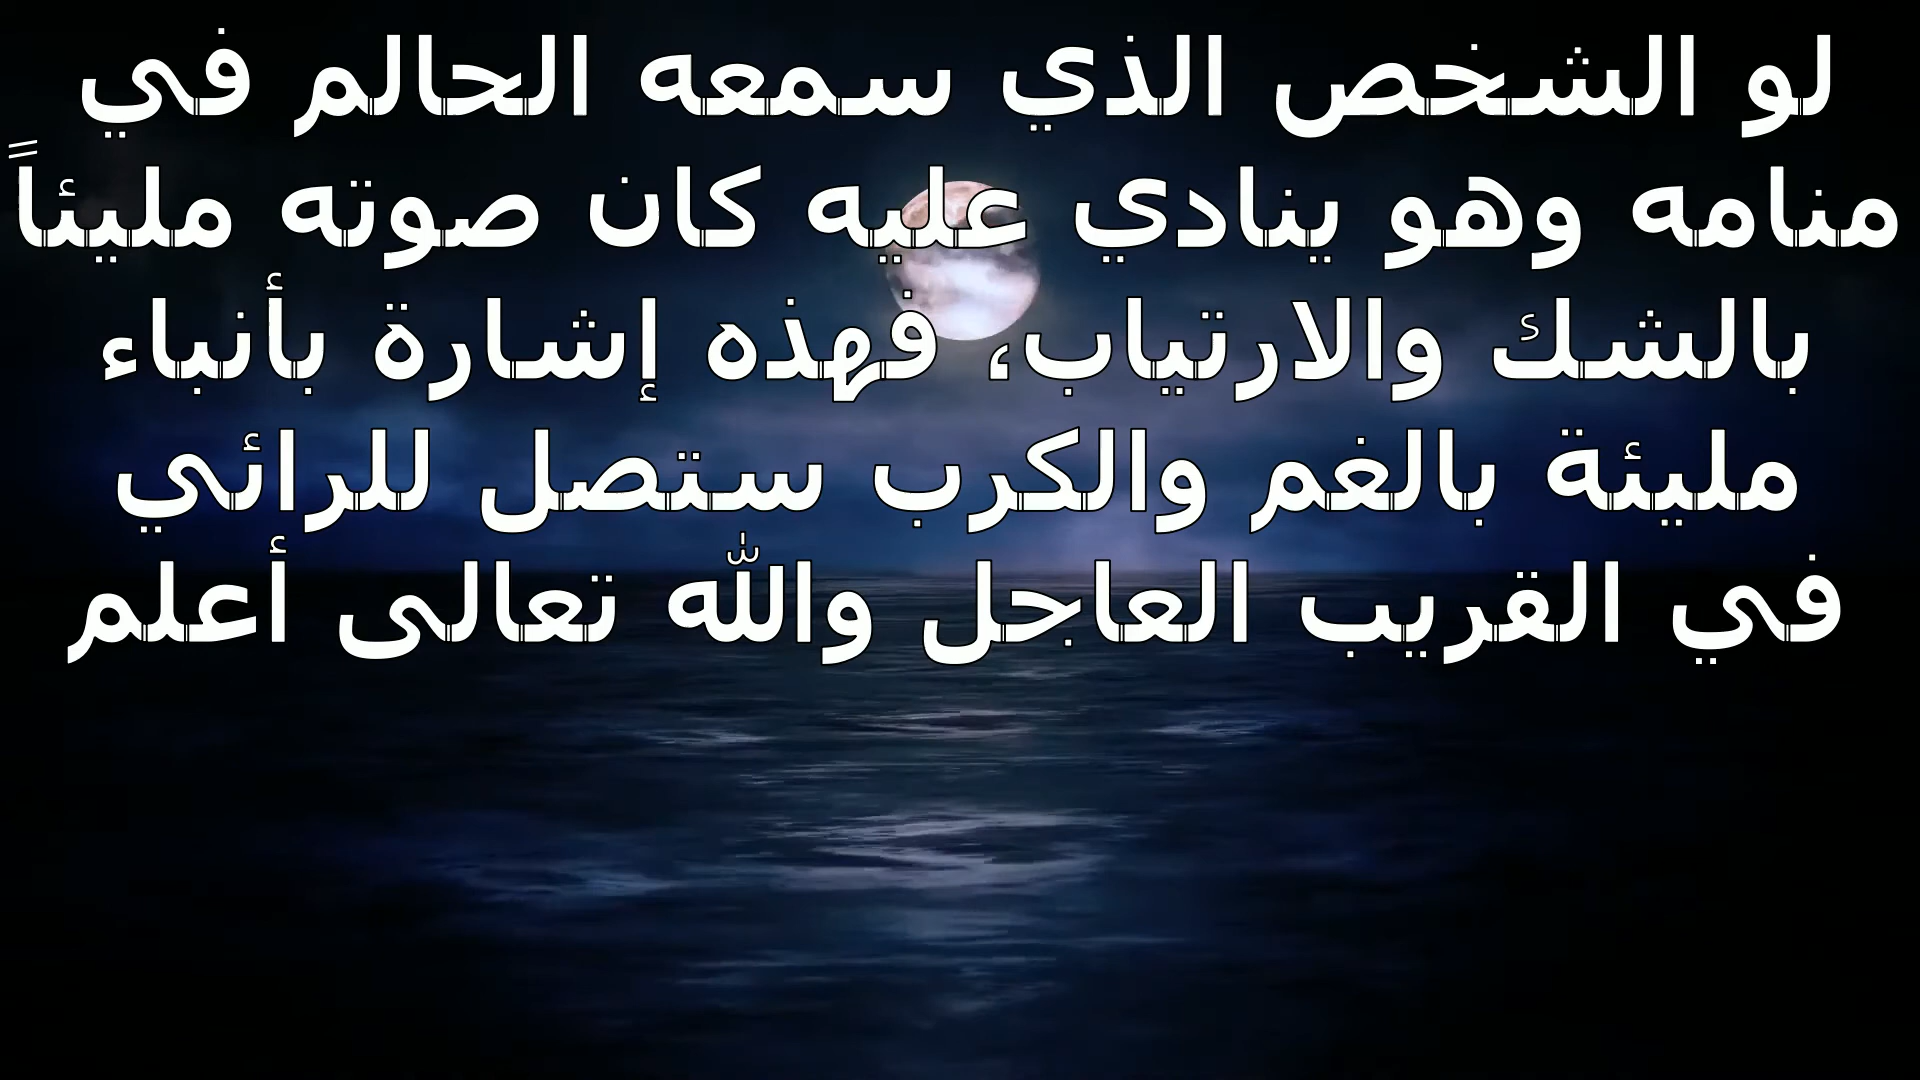 لو الشخص الذي سمعه الحالم في
منامه وهو ينادي عليه كان صوته مليئاً
بالشك والارتياب، فهذه إشارة بأنباء
مليئة بالغم والكرب ستصل للرائي
في القريب العاجل والله تعالى أعلم